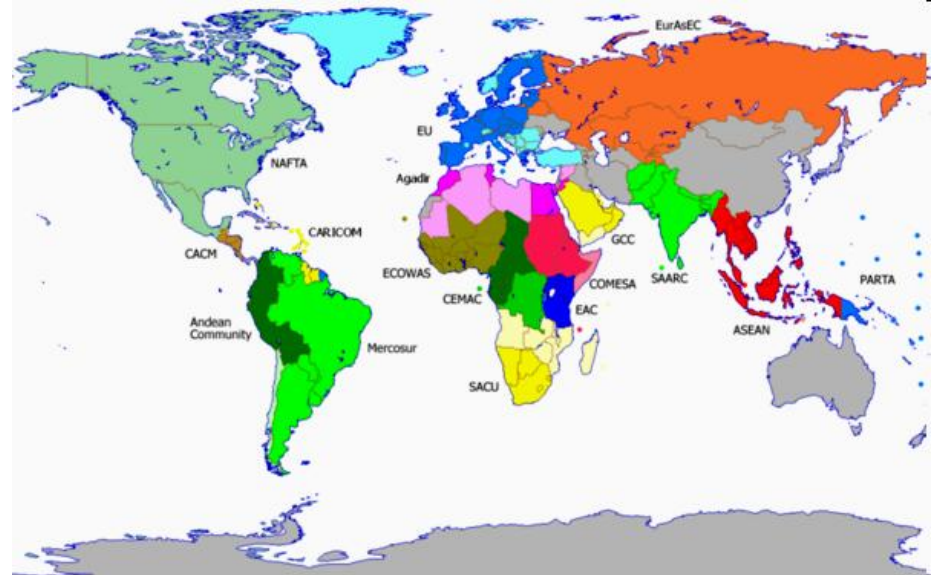 EurAsEC
EU
NAFTA
Agadir
CARICOM
CACM
GCC
ECOWAS
SAARC
PARTA
COMESA
CEMAC
EAC
Andean
Community
ASEAN
Mercosur
SACU